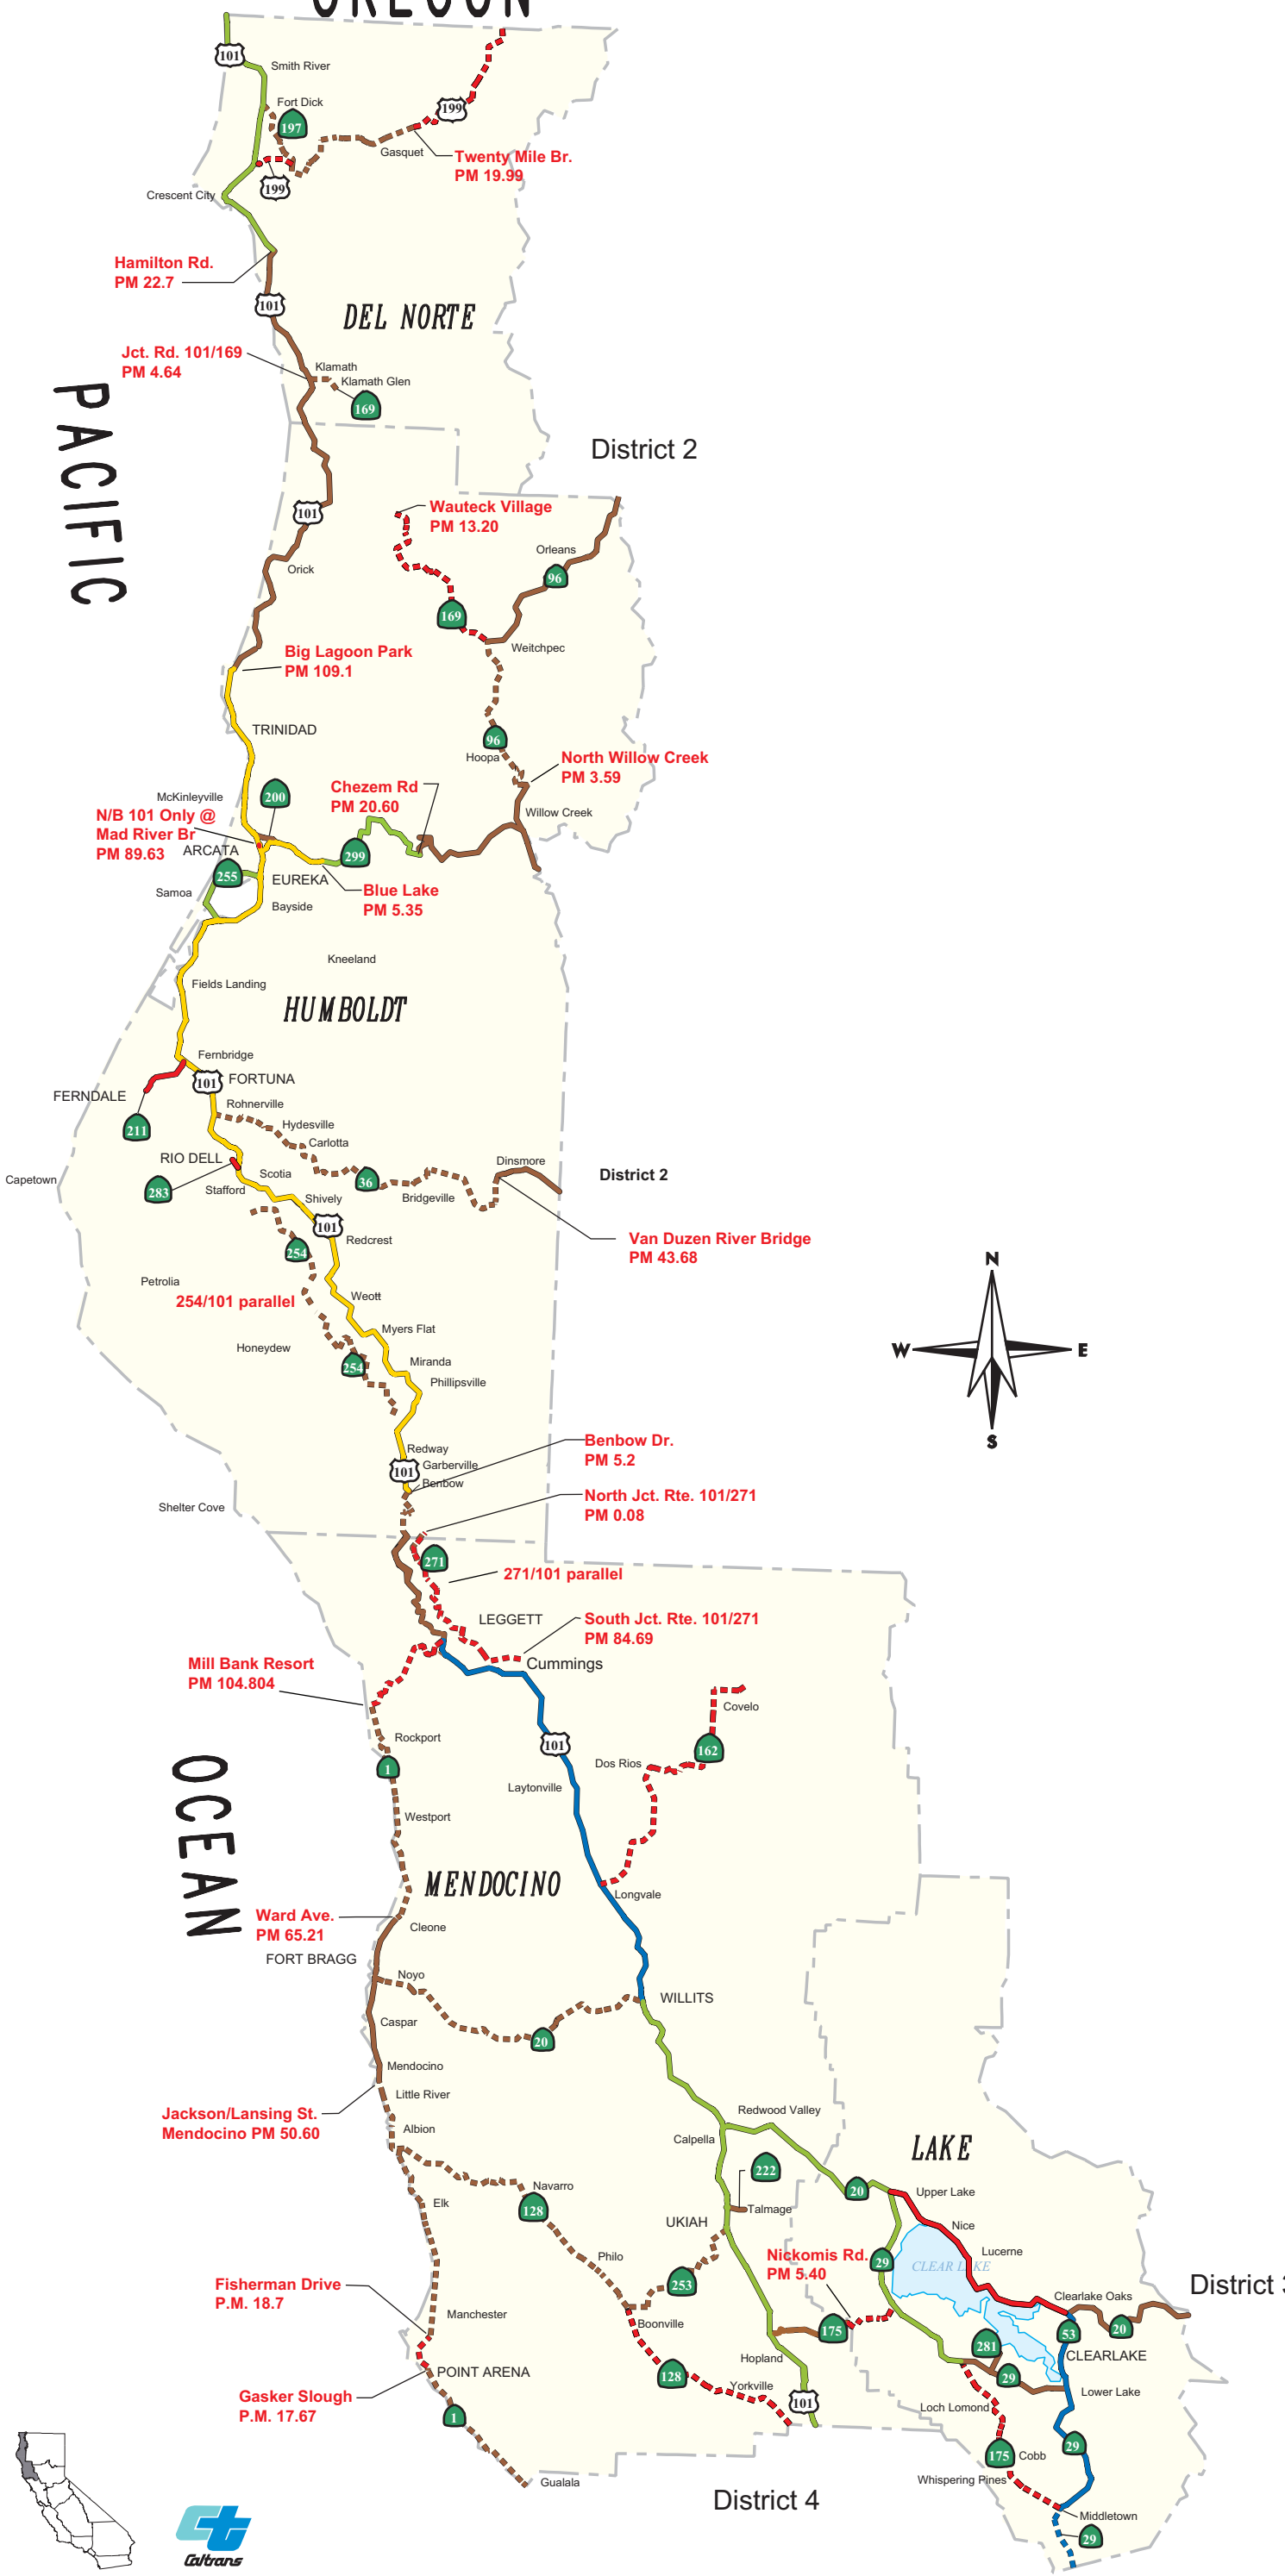 OREGON
101
Smith River
199
Fort Dick
197
Gasquet
Twenty Mile Br.
PM 19.99
199
Crescent City
Hamilton Rd.
PM 22.7
101
DEL NORTE
Jct. Rd. 101/169
PM 4.64
Klamath
Klamath Glen
169
PACIFIC
District 2
101
Wauteck Village
PM 13.20
Orleans
96
Orick
169
Weitchpec
Big Lagoon Park
PM 109.1
TRINIDAD
96
Hoopa
North Willow Creek
PM 3.59
McKinleyville
200
Chezem Rd
PM 20.60
Willow Creek
N/B 101 Only @
Mad River Br
PM 89.63
ARCATA
299
255
EUREKA
Blue Lake
PM 5.35
Samoa
Bayside
Kneeland
Fields Landing
HUMBOLDT
Fernbridge
101
FORTUNA
FERNDALE
Rohnerville
211
Hydesville
Carlotta
RIO DELL
Scotia
Dinsmore
District 2
Capetown
283
Stafford
36
Shively
Bridgeville
101
Redcrest
Van Duzen River Bridge
PM 43.68
254
Petrolia
254/101 parallel
Weott
Myers Flat
Honeydew
254
Miranda
Phillipsville
N
W
E
S
Benbow Dr.
PM 5.2
Redway
101
Garberville
Benbow
North Jct. Rte. 101/271
PM 0.08
Shelter Cove
271
271/101 parallel
LEGGETT
South Jct. Rte. 101/271
PM 84.69
Mill Bank Resort
PM 104.804
Cummings
Covelo
Rockport
101
162
Dos Rios
1
Laytonville
OCEAN
Westport
MENDOCINO
Longvale
Ward Ave.
PM 65.21
Cleone
FORT BRAGG
Noyo
WILLITS
Caspar
20
Mendocino
Little River
Jackson/Lansing St.
Mendocino PM 50.60
Albion
Redwood Valley
Calpella
LAKE
222
Navarro
20
Upper Lake
Elk
128
Talmage
UKIAH
Nice
Philo
Nickomis Rd.
PM 5.40
29
Lucerne
CLEAR LAKE
253
Fisherman Drive
P.M. 18.7
Clearlake Oaks
District 3
Manchester
Boonville
175
53
20
281
CLEARLAKE
Hopland
POINT ARENA
128
29
Yorkville
Lower Lake
Gasker Slough
P.M. 17.67
101
Loch Lomond
1
29
175
Cobb
Whispering Pines
Gualala
District 4
Middletown
29
Caltrans